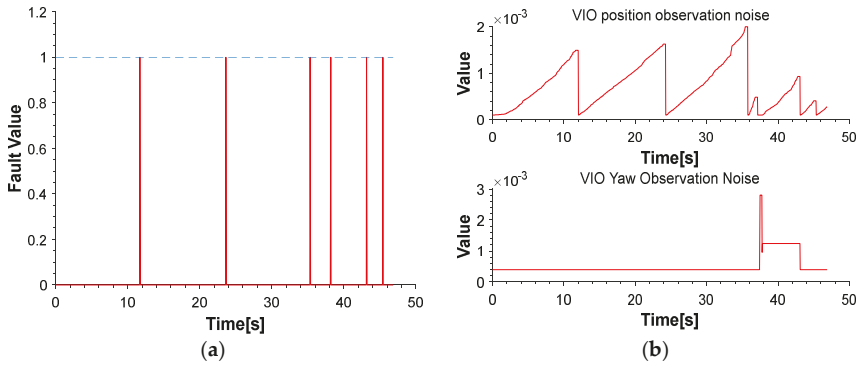 1.2
1
0.8
0.6
0.4
0.2
0
Fault Value
0 10 20 30 40 50
Time[s]
(a)
×10⁻³ VIO position observation noise
2
1
0
Value
0 10 20 30 40 50
Time[s]
×10⁻³ VIO Yaw Observation Noise
3
2
1
0
Value
0 10 20 30 40 50
Time[s]
(b)